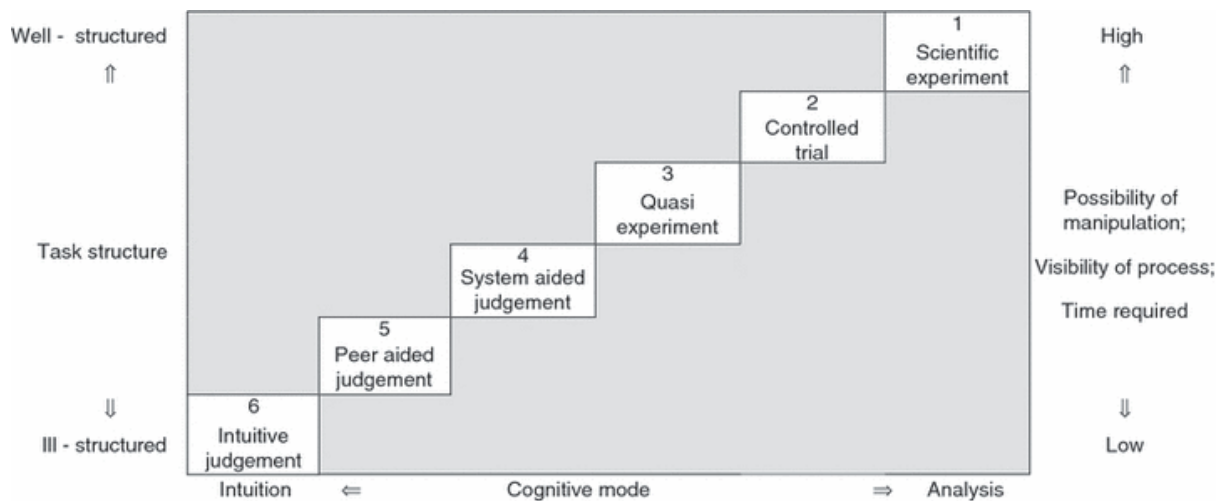 Well - structured
⇑
Task structure
⇓
Ill - structured
1
Scientific
experiment
2
Controlled
trial
3
Quasi
experiment
4
System aided
judgement
5
Peer aided
judgement
6
Intuitive
judgement
High
⇑
Possibility of
manipulation;
Visibility of process;
Time required
⇓
Low
Intuition ⇐ Cognitive mode ⇒ Analysis